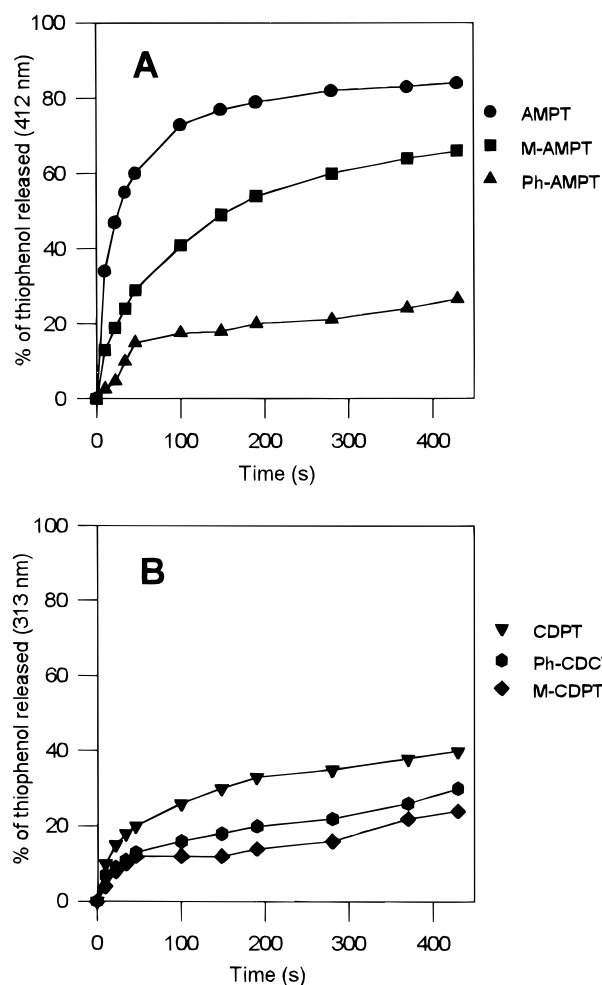 100
80
60
40
20
0
% of thiophenol released (412 nm)
A
AMPT
M-AMPT
Ph-AMPT
0 100 200 300 400
Time (s)
100
80
60
40
20
0
% of thiophenol released (313 nm)
B
CDPT
Ph-CDC
M-CDPT
0 100 200 300 400
Time (s)